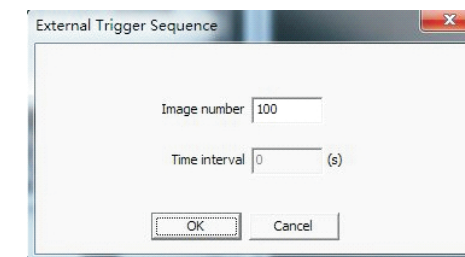 External Trigger Sequence
Image number 100
Time interval 0 (s)
OK Cancel